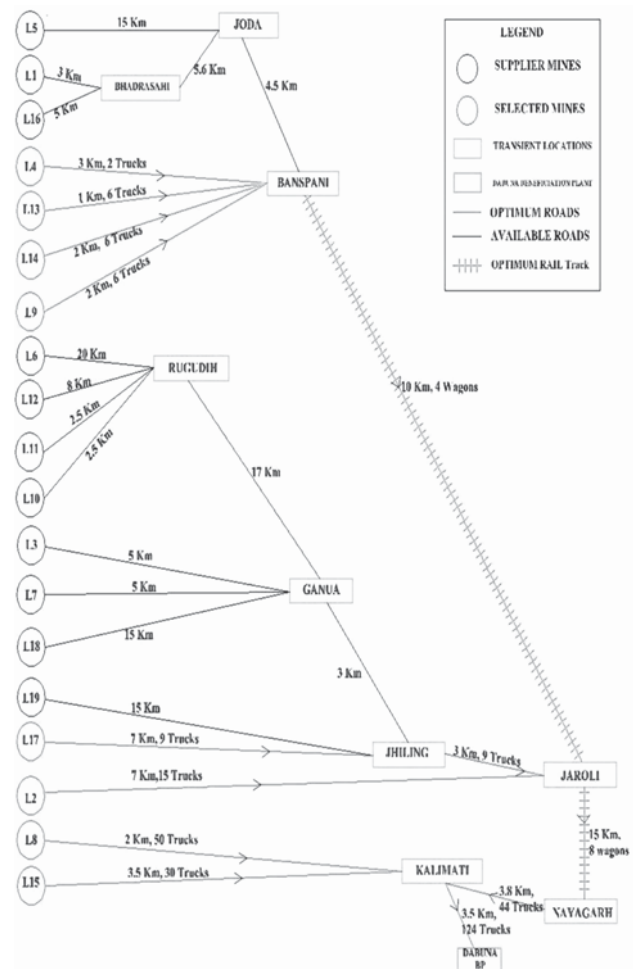 L5
15 Km
JODA
L1
3 Km
BHADRASAHI
5.6 Km
L16
5 Km
4.5 Km
L4
3 Km, 2 Trucks
BANSPANI
L13
1 Km, 6 Trucks
L14
2 Km, 6 Trucks
L9
2 Km, 6 Trucks
LEGEND
SUPPLIER MINES
SELECTED MINES
TRANSIENT LOCATIONS
DABUNA BENEFICIATION PLANT
OPTIMUM ROADS
AVAILABLE ROADS
OPTIMUM RAIL Track
L6
20 Km
RUGUDIH
L12
8 Km
L11
2.5 Km
L10
2.5 Km
10 Km, 4 Wagons
17 Km
L3
5 Km
L7
5 Km
GANUA
L18
15 Km
3 Km
L19
15 Km
L17
7 Km, 9 Trucks
JHILING
3 Km, 9 Trucks
JAROLI
L2
7 Km,15 Trucks
L8
2 Km, 50 Trucks
15 Km,
8 wagons
L15
3.5 Km, 30 Trucks
KALIMATI
3.8 Km,
44 Trucks
NAYAGARH
3.5 Km,
124 Trucks
DABUNA
BP